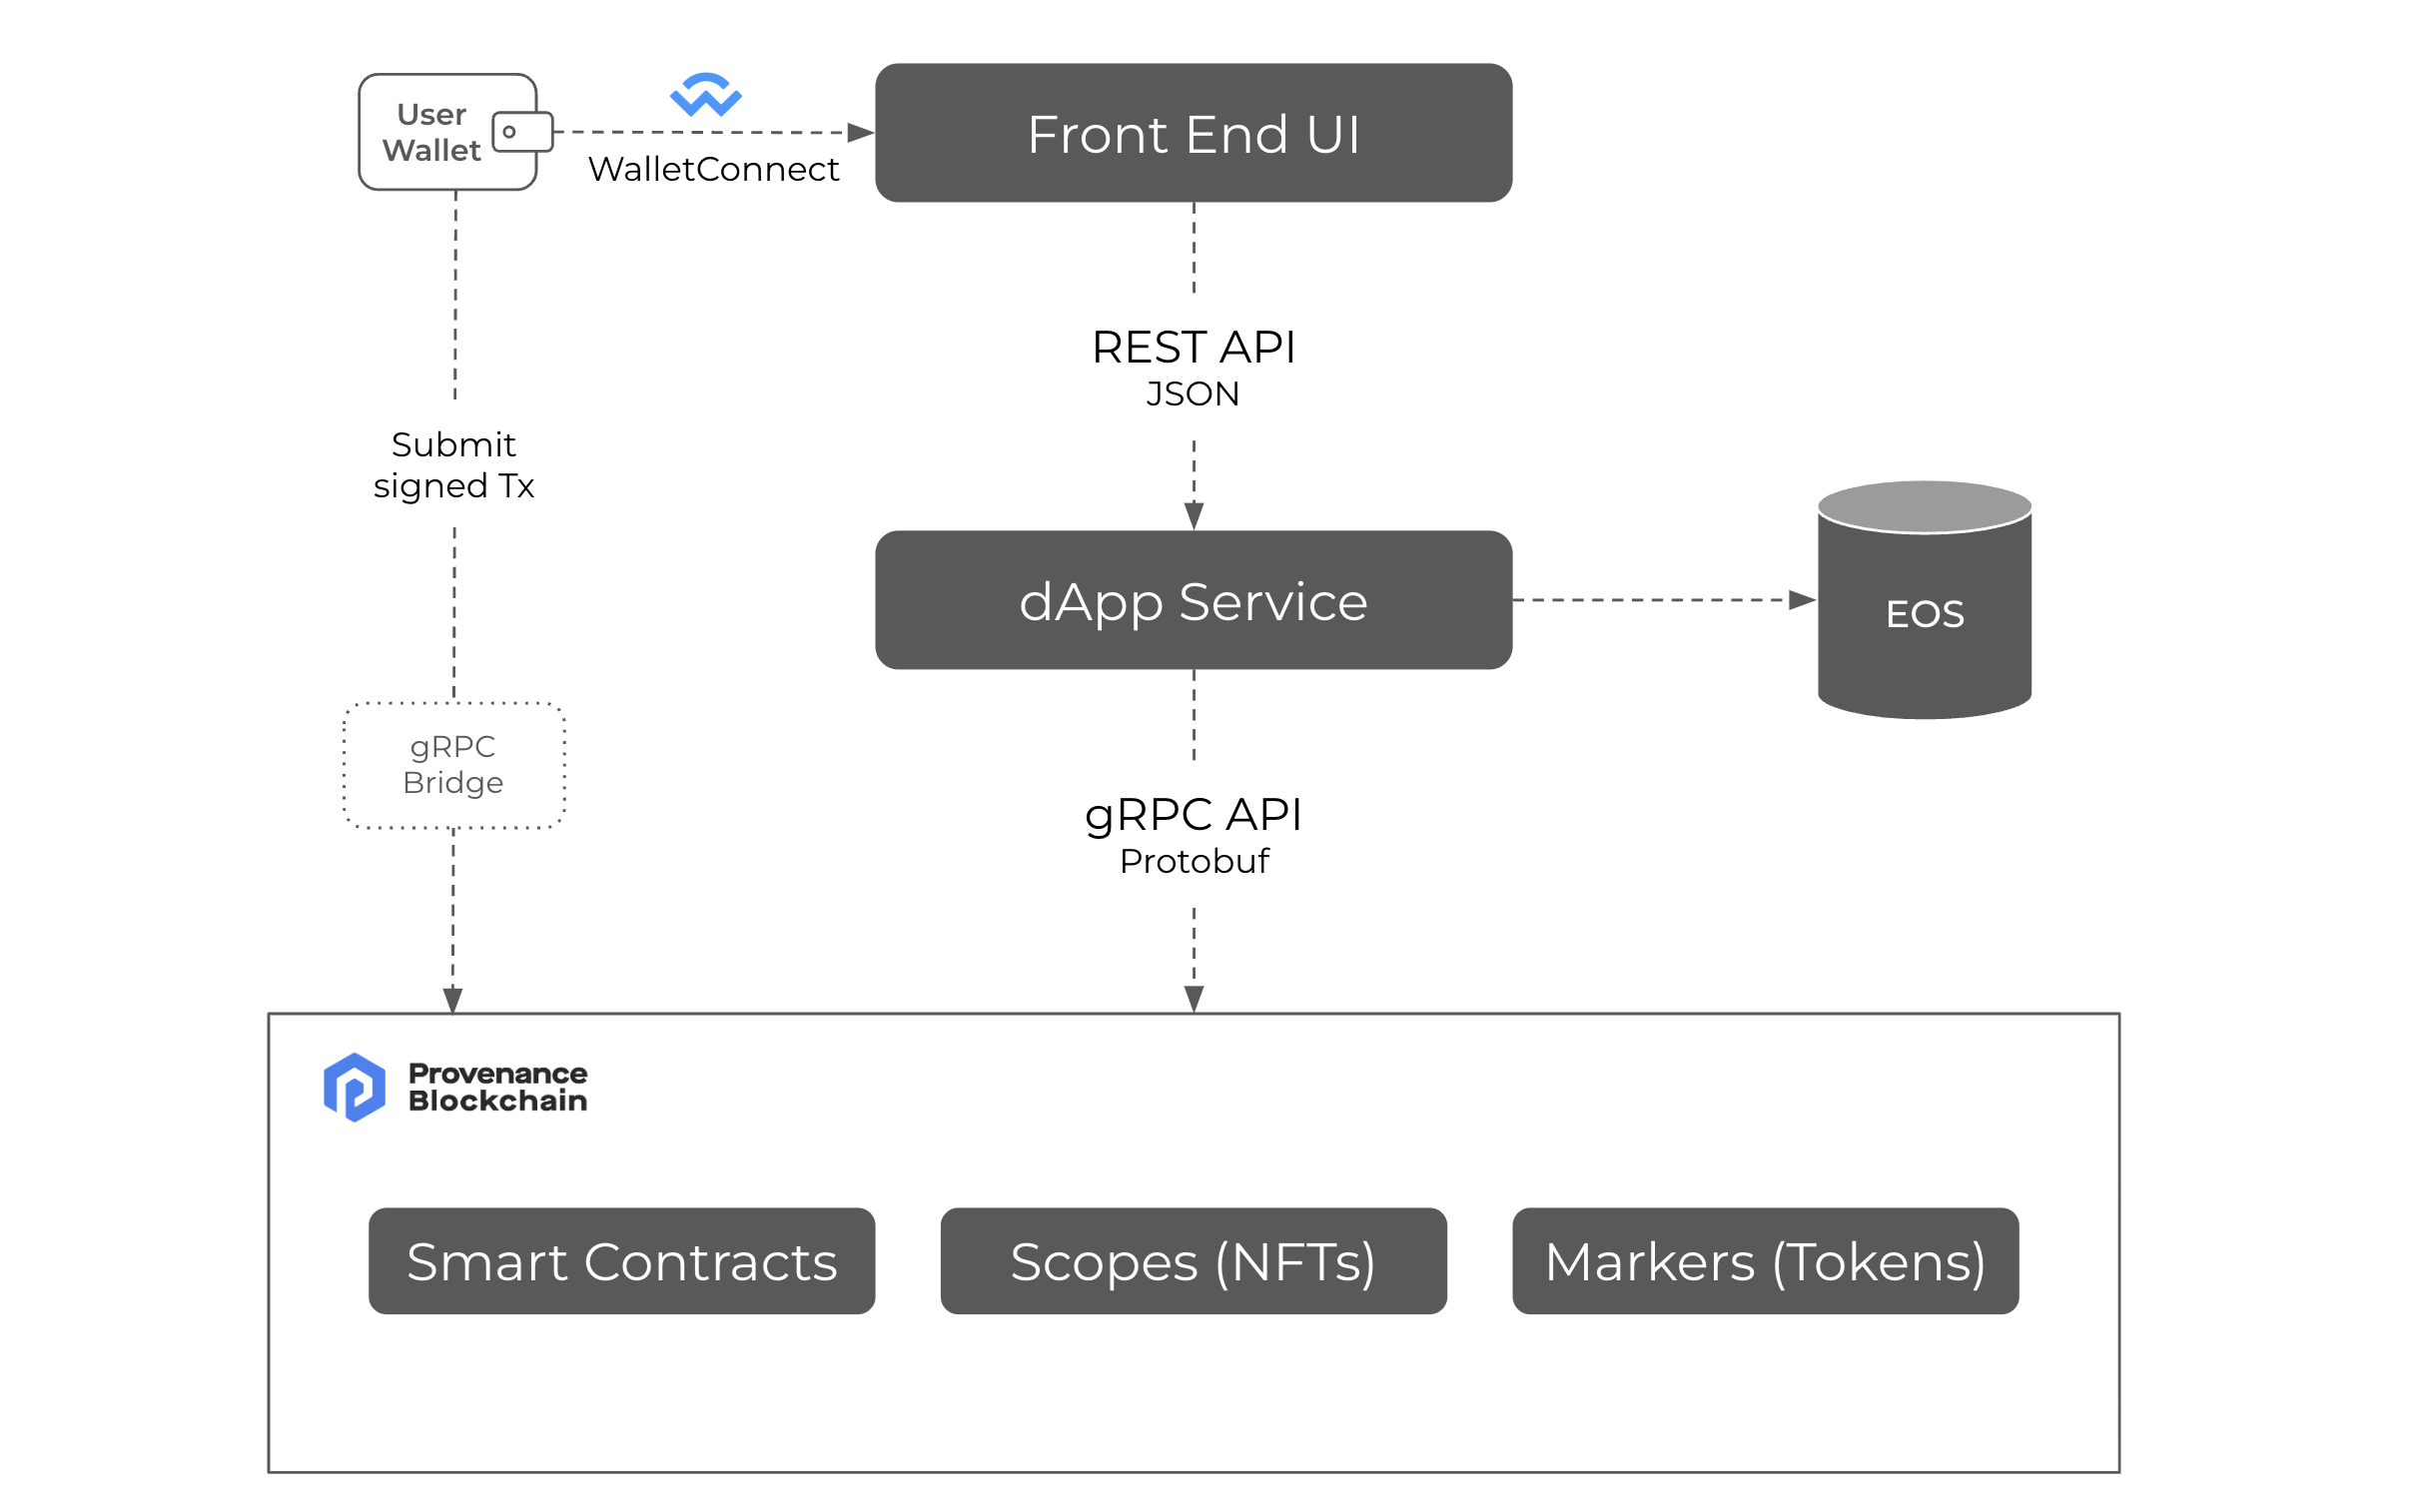 User
Wallet
WalletConnect
Front End UI
REST API
JSON
Submit
signed Tx
dApp Service
EOS
gRPC
Bridge
gRPC API
Protobuf
Provenance
Blockchain
Smart Contracts
Scopes (NFTs)
Markers (Tokens)